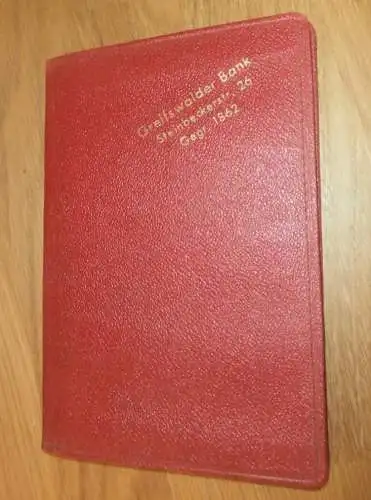 Greifswalder Bank
Steinbeckerstr. 26
Gegr. 1862